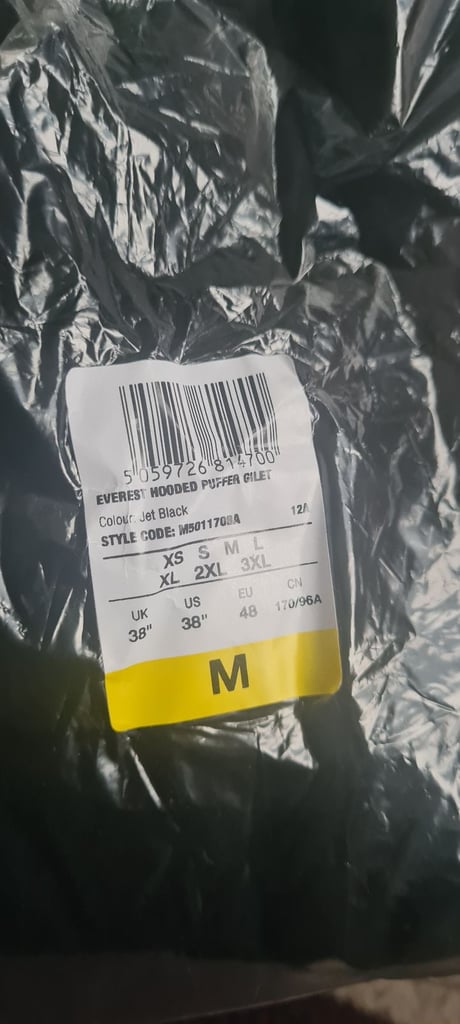 5 059726 814700
EVEREST HOODED PUFFER GILET
Colour: Jet Black 12A
STYLE CODE: M5011708A
XS S M L
XL 2XL 3XL
UK US EU CN
38" 38" 48 170/96A
M